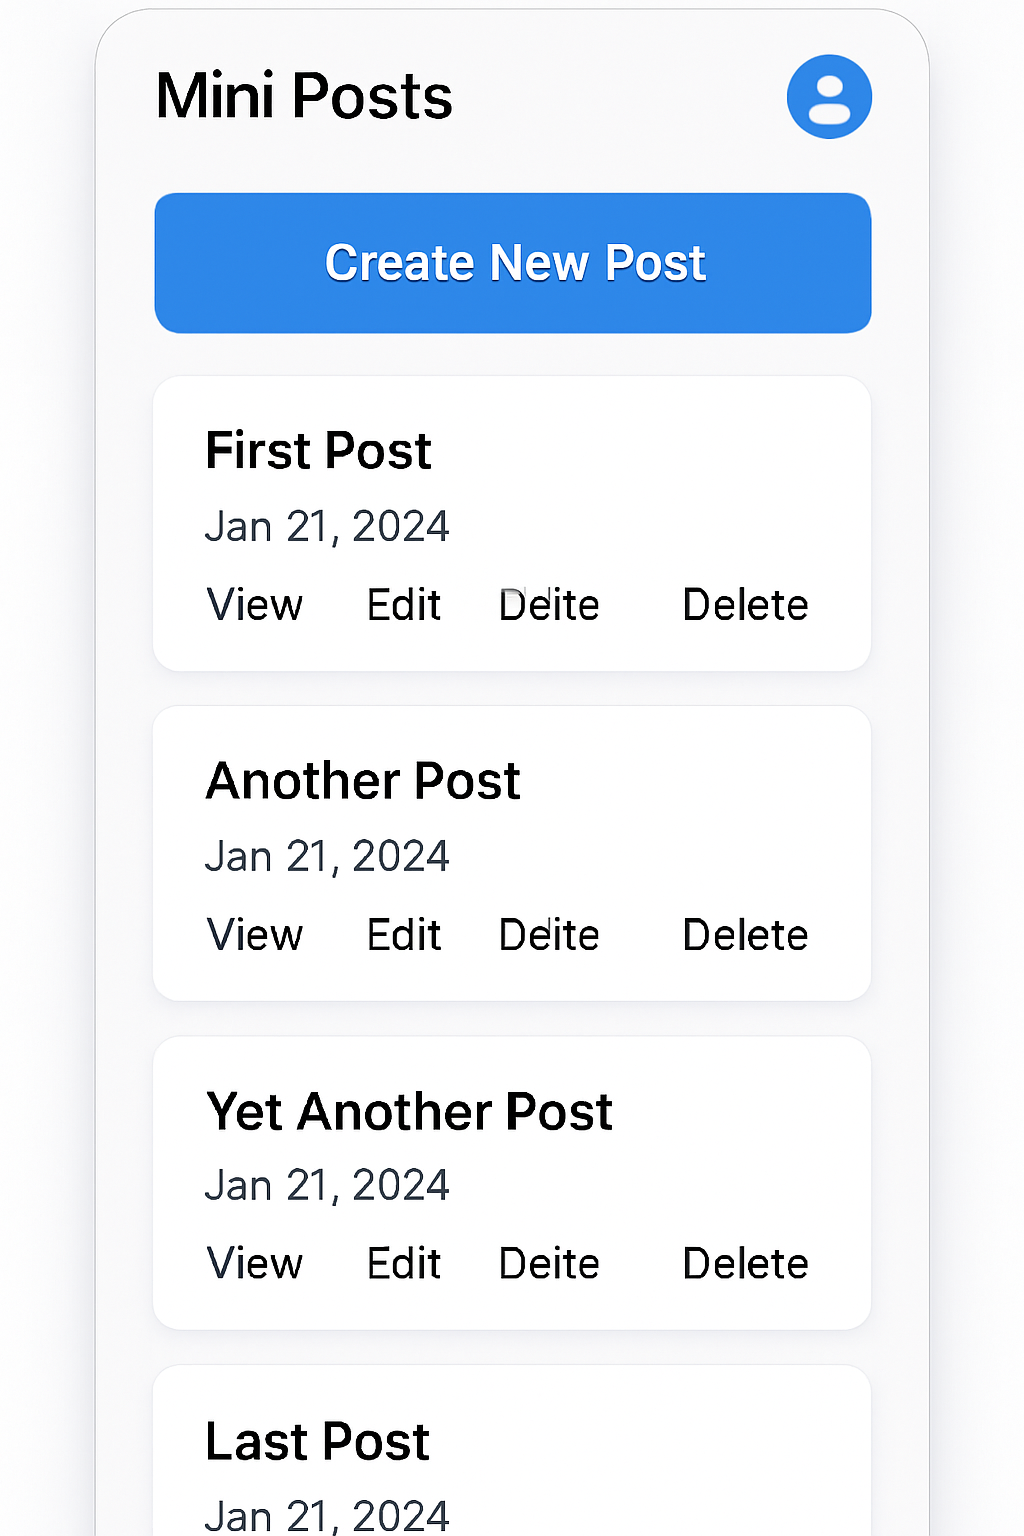 Mini Posts
Create New Post
First Post
Jan 21, 2024
View Edit Deite Delete
Another Post
Jan 21, 2024
View Edit Deite Delete
Yet Another Post
Jan 21, 2024
View Edit Deite Delete
Last Post
Jan 21, 2024